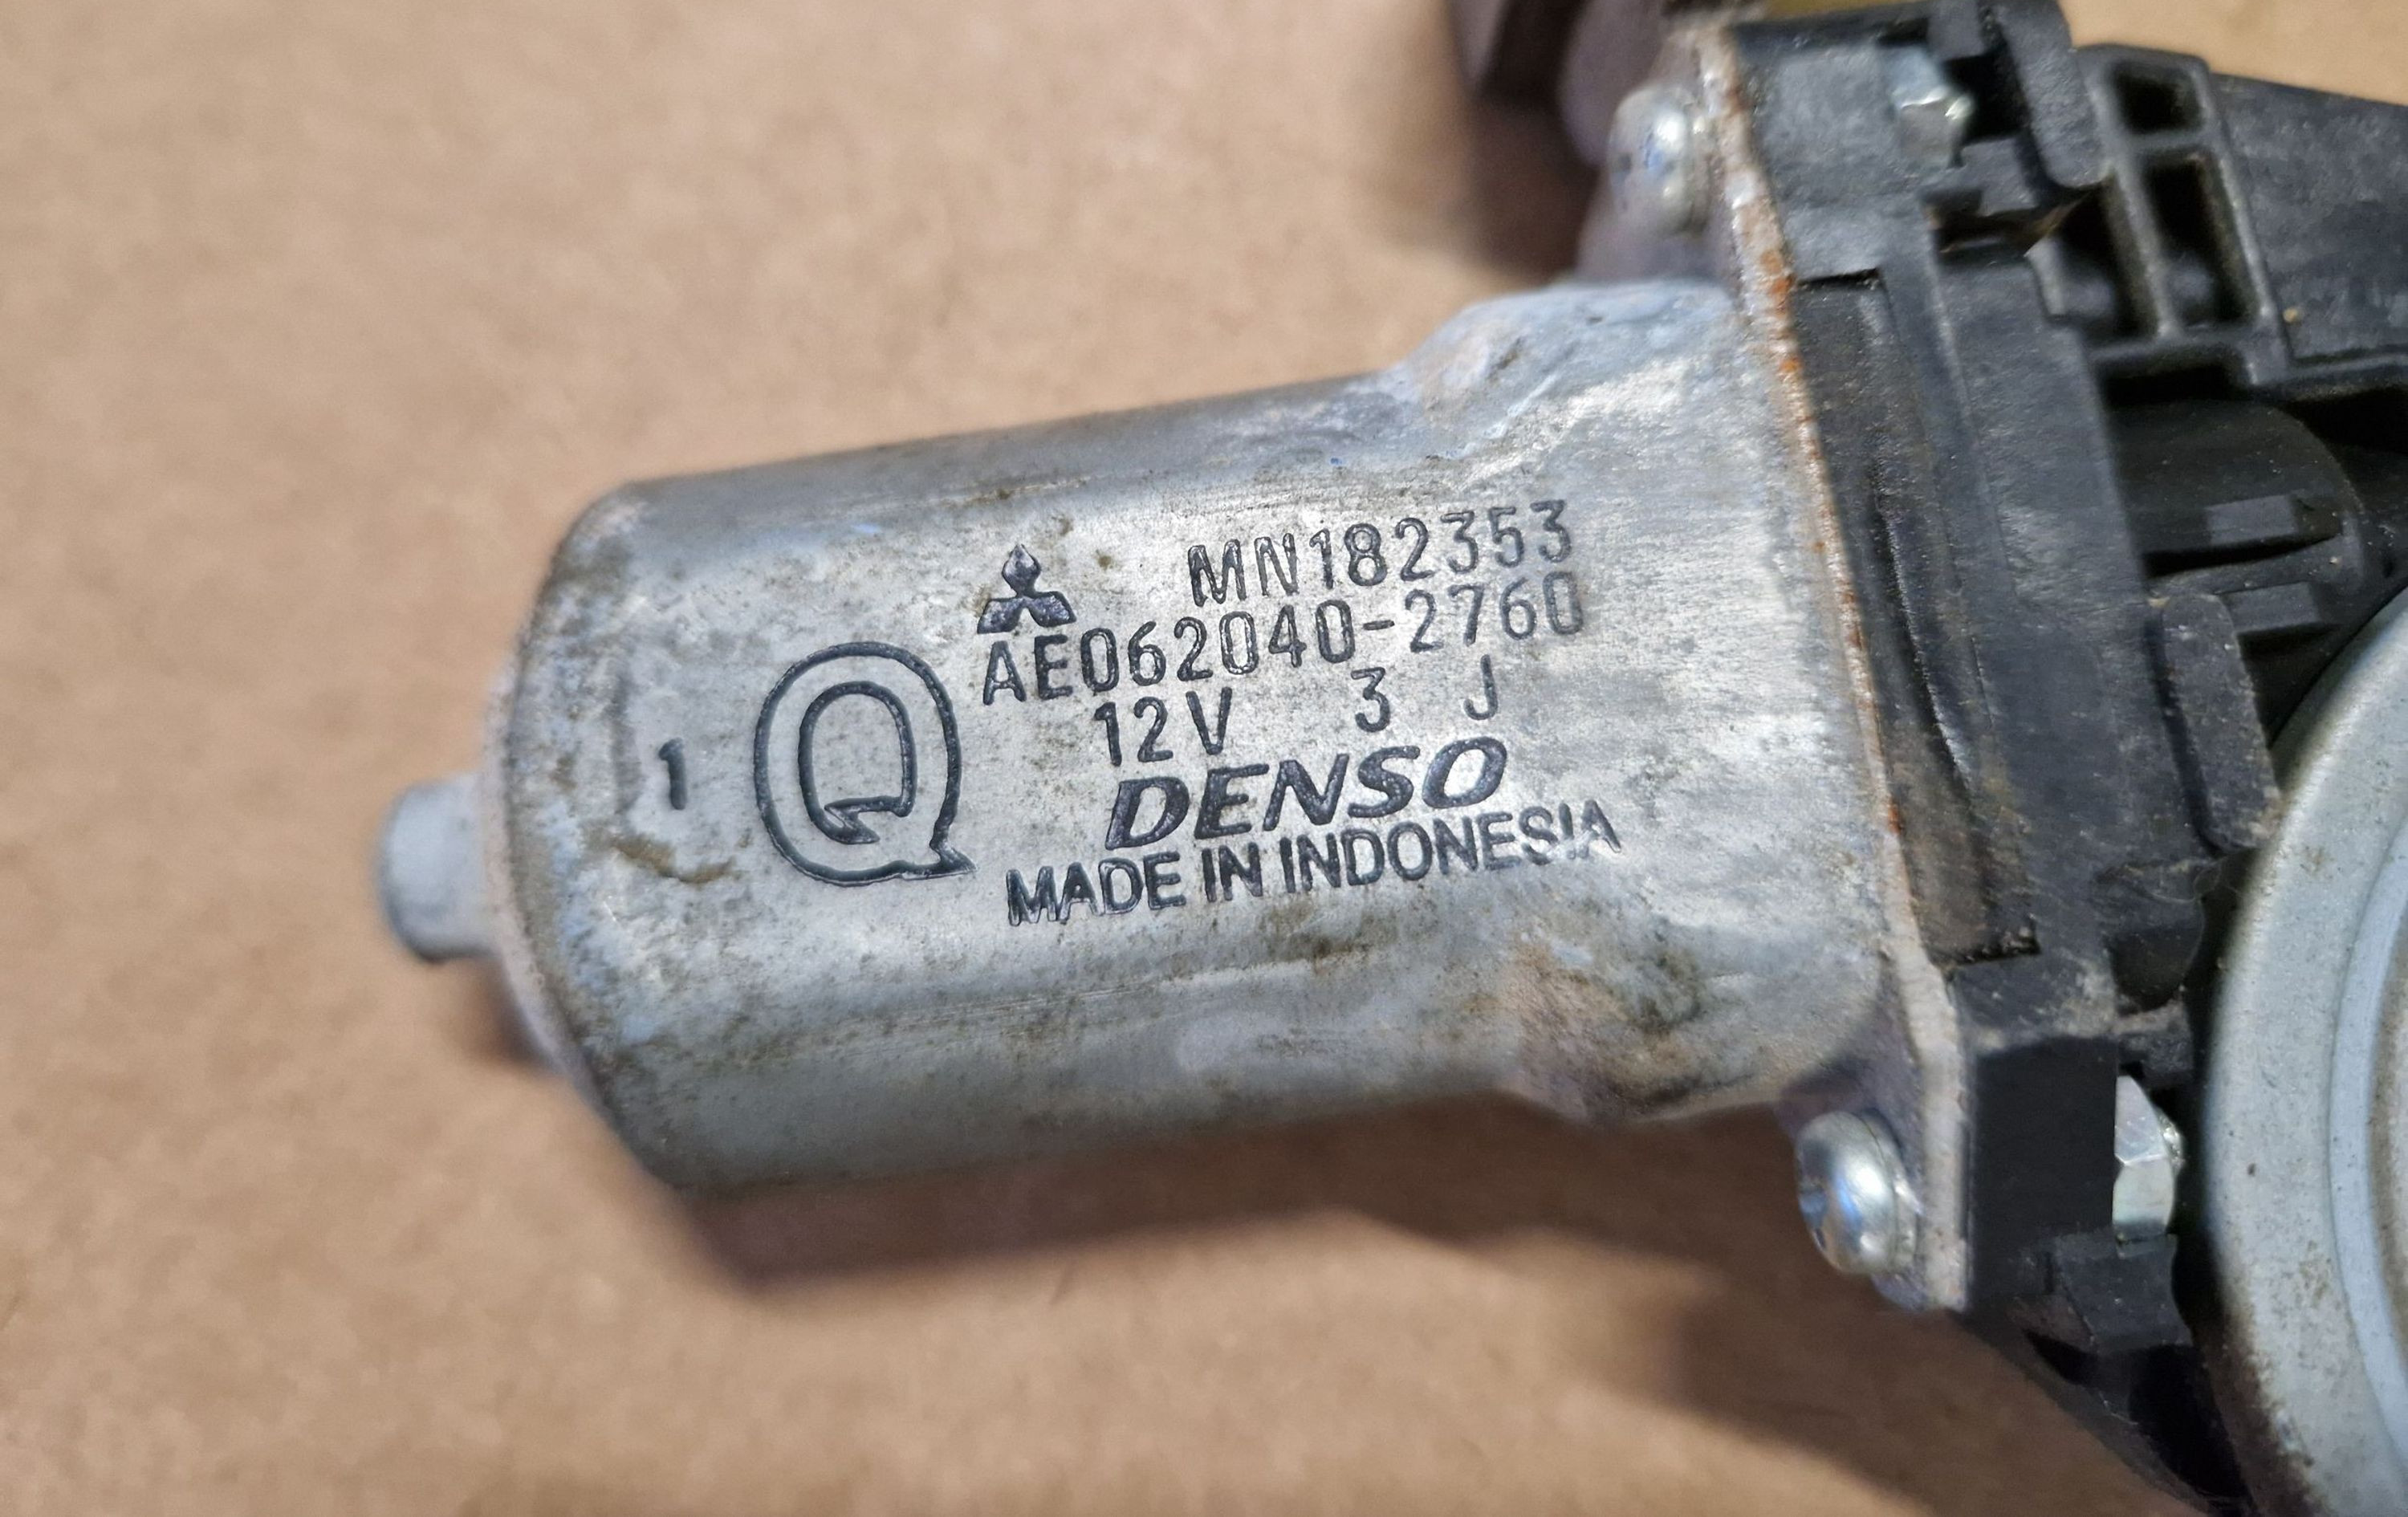 MN182353
AE062040-2760
12V 3 J
1 Q
DENSO
MADE IN INDONESIA